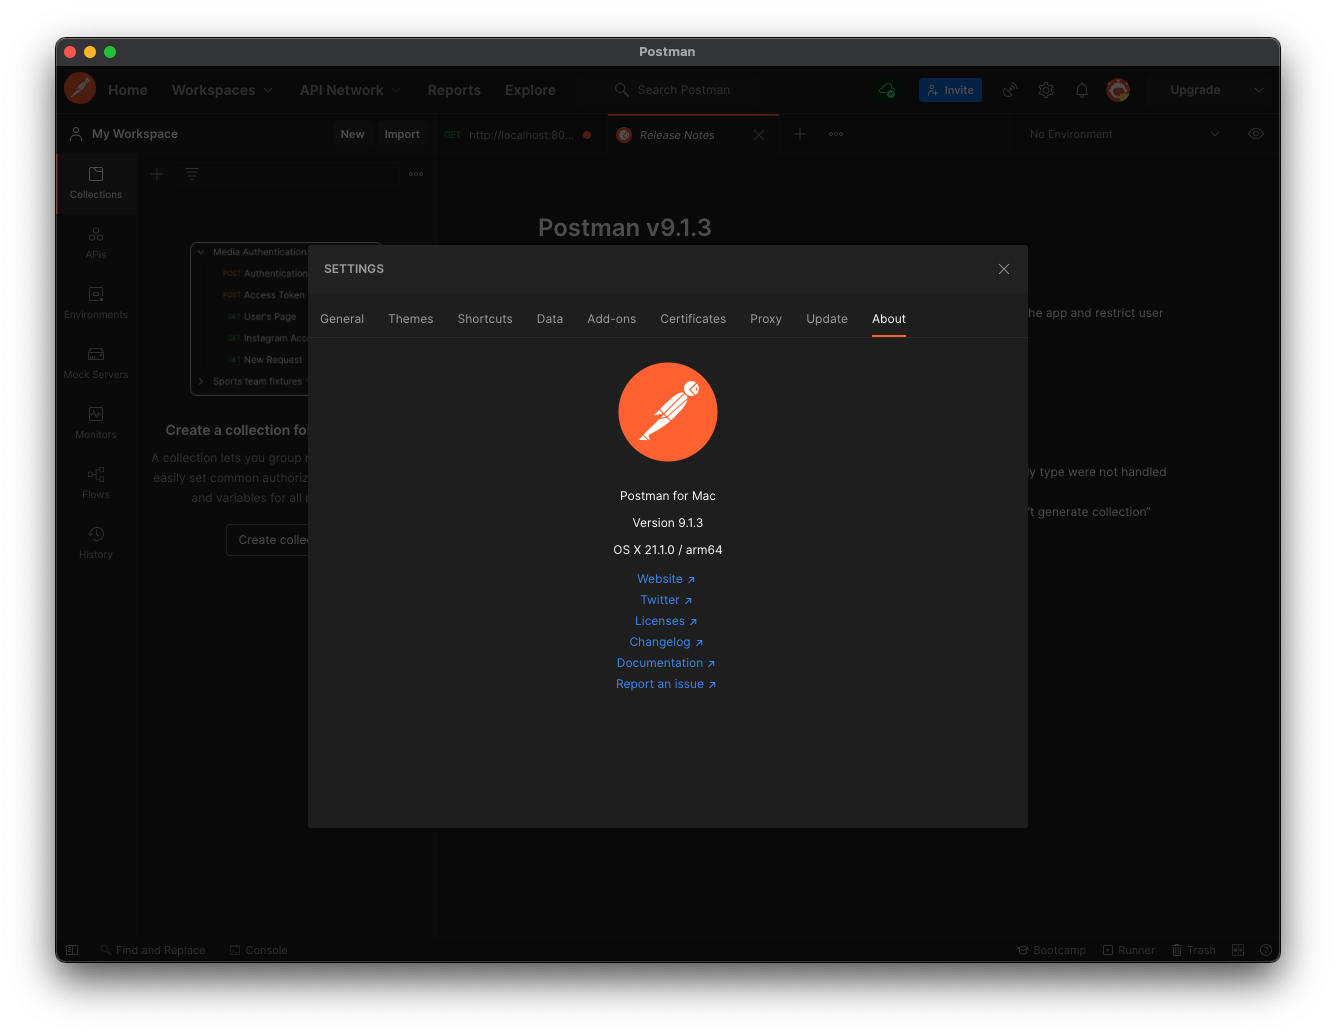 Postman
Home Workspaces API Network Reports Explore Search Postman Invite Upgrade
My Workspace New Import GET http://localhost:80... Release Notes No Environment
Collections
APIs
Environments
Mock Servers
Monitors
Flows
History
Media Authentication
POST Authentication
POST Access Token
GET User's Page
GET Instagram Acc
GET New Request
Sports team fixtures
Create a collection fo
A collection lets you group
easily set common authoriz
and variables for all
Create colle
Postman v9.1.3
he app and restrict user
y type were not handled
't generate collection"
SETTINGS
General Themes Shortcuts Data Add-ons Certificates Proxy Update About
Postman for Mac
Version 9.1.3
OS X 21.1.0 / arm64
Website ↗
Twitter ↗
Licenses ↗
Changelog ↗
Documentation ↗
Report an issue ↗
Find and Replace Console Bootcamp Runner Trash